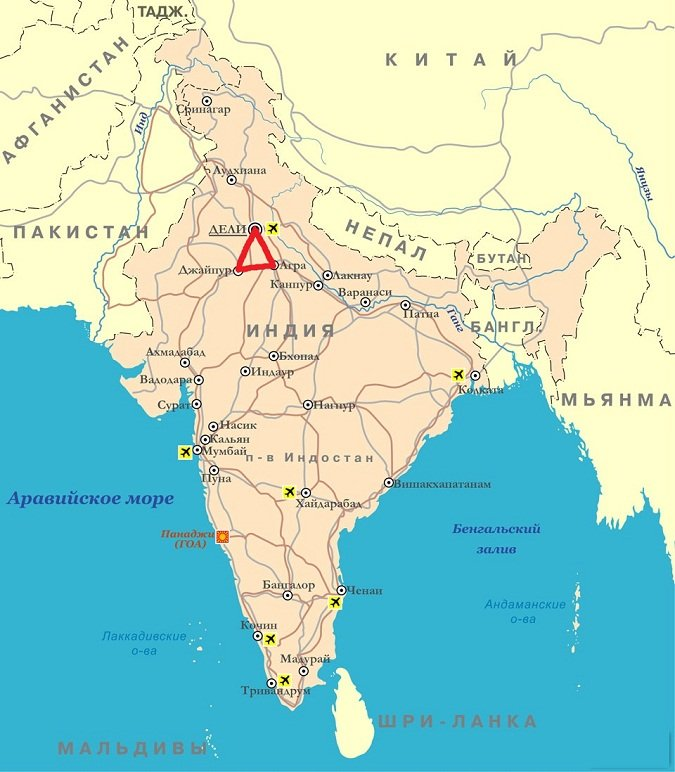 ТАДЖ.
КИТАЙ
АФГАНИСТАН
Сринагар
Инд
Янцзы
Лудхиана
ПАКИСТАН
ДЕЛИ
НЕПАЛ
БУТАН
Джайпур
Агра
Лакнау
Канпур
Варанаси
Патна
Ганг
БАНГЛ.
ИНДИЯ
Ахмадабад
Бхопал
Вадодара
Индаур
Колката
Сурат
Нагпур
МЬЯНМА
Насик
Кальян
Мумбай
п-в Индостан
Пуна
Вишакхапатанам
Аравийское море
Хайдарабад
Панаджи
(ГОА)
Бенгальский
залив
Бангалор
Ченаи
Андаманские
о-ва
Кочин
Лаккадивские
о-ва
Мадурай
Тривандрум
ШРИ-ЛАНКА
МАЛЬДИВЫ